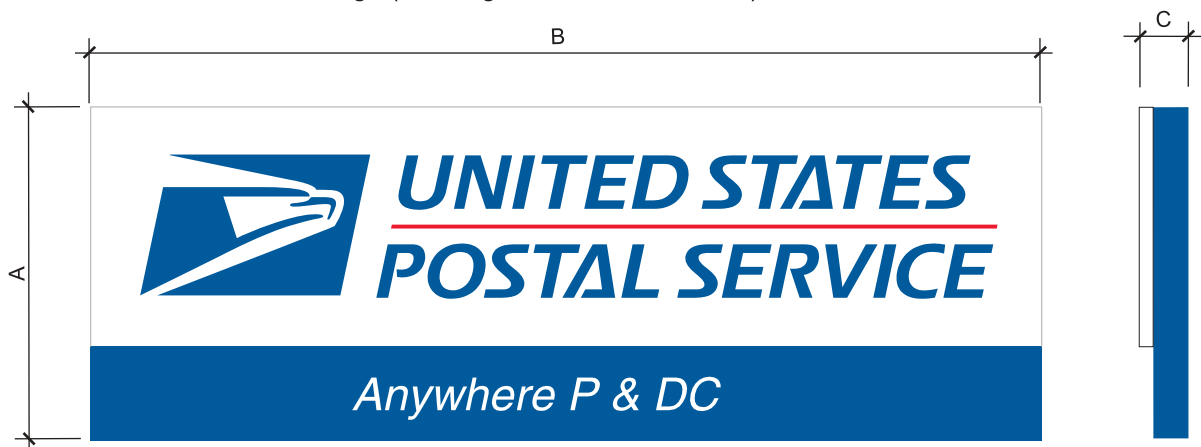 B
C
A
UNITED STATES
POSTAL SERVICE
Anywhere P & DC